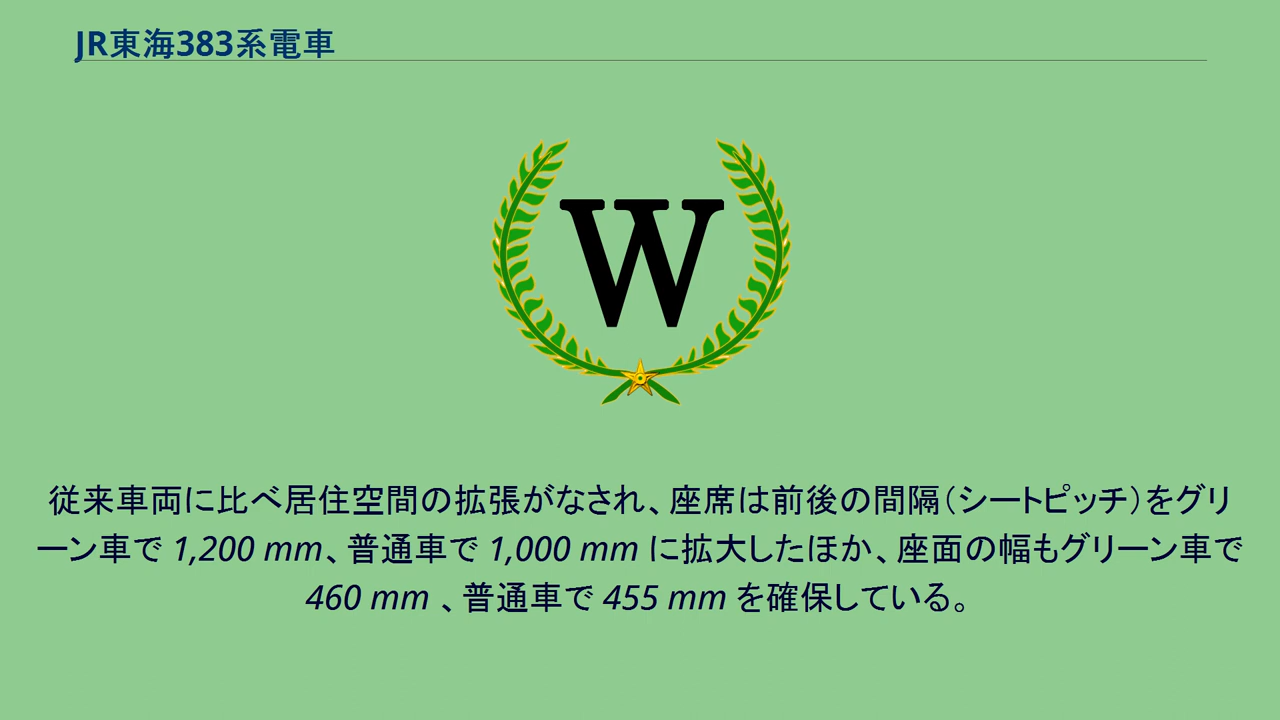 JR東海383系電車
W
従来車両に比べ居住空間の拡張がなされ、座席は前後の間隔（シートピッチ）をグリ
ーン車で 1,200 mm、普通車で 1,000 mm に拡大したほか、座面の幅もグリーン車で
460 mm 、普通車で 455 mm を確保している。